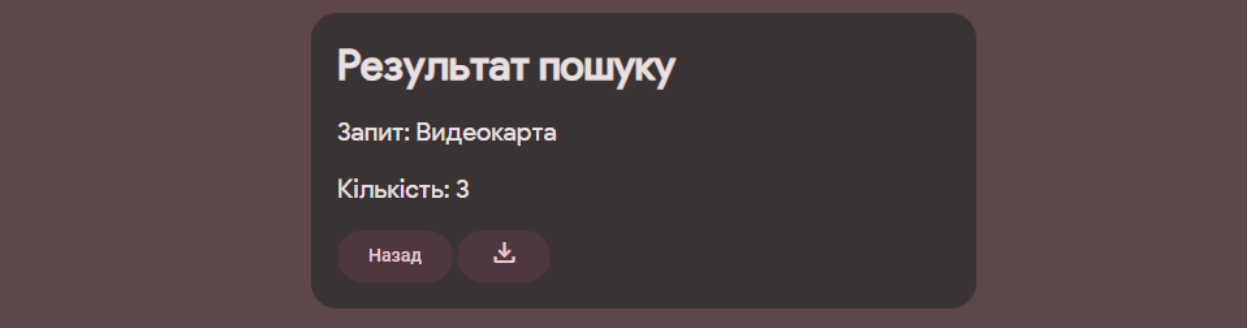 Результат пошуку
Запит: Видеокарта
Кількість: 3
Назад